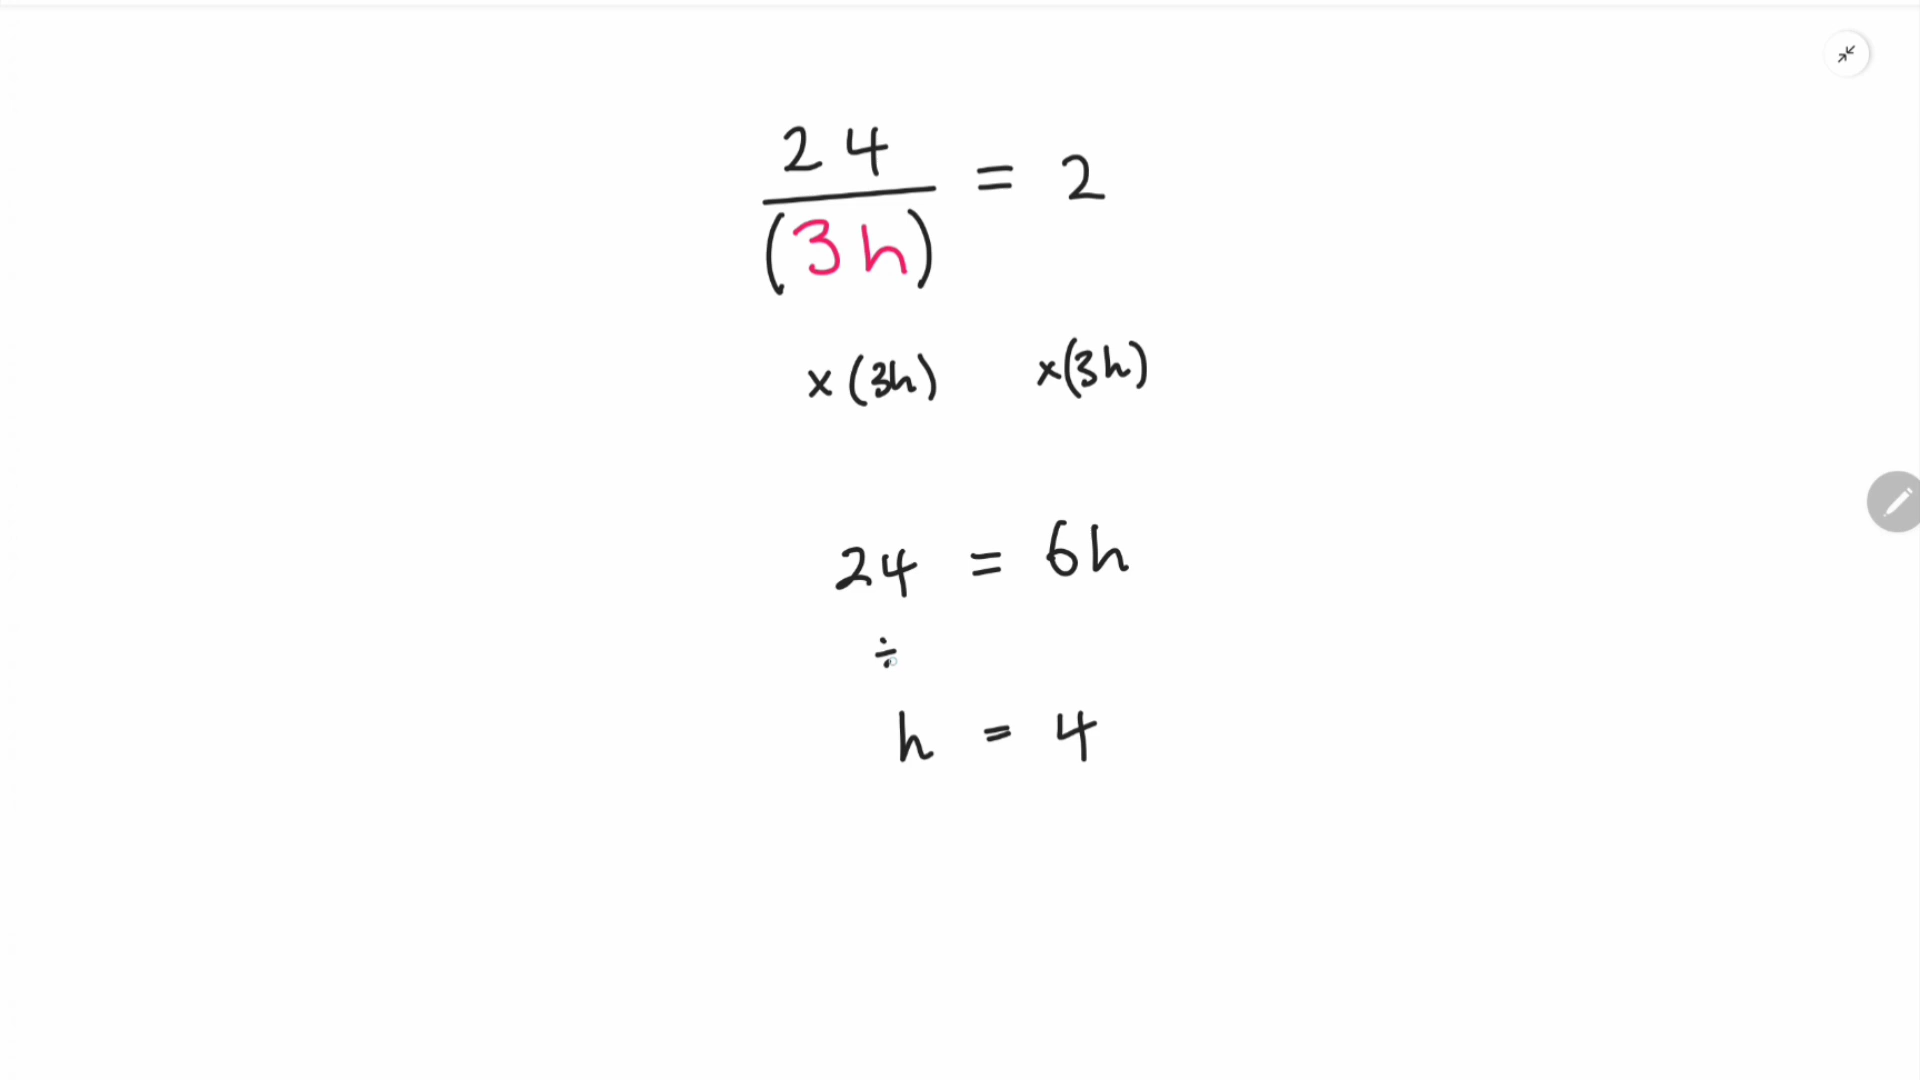 24
(3h)
= 2
x (3h) x(3h)
24 = 6h
÷
h = 4